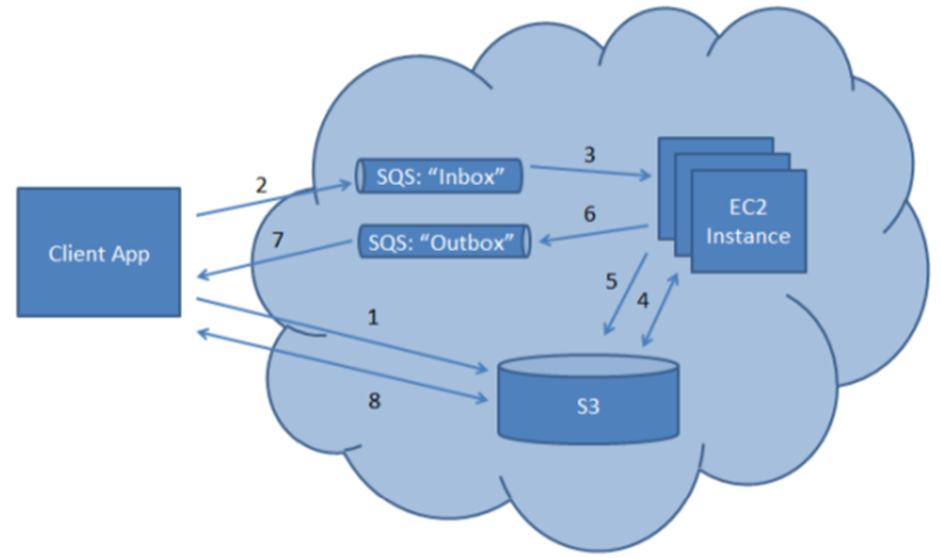 2
SQS: “Inbox”
3
EC2
Instance
Client App
7
SQS: “Outbox”
6
5
4
1
8
S3